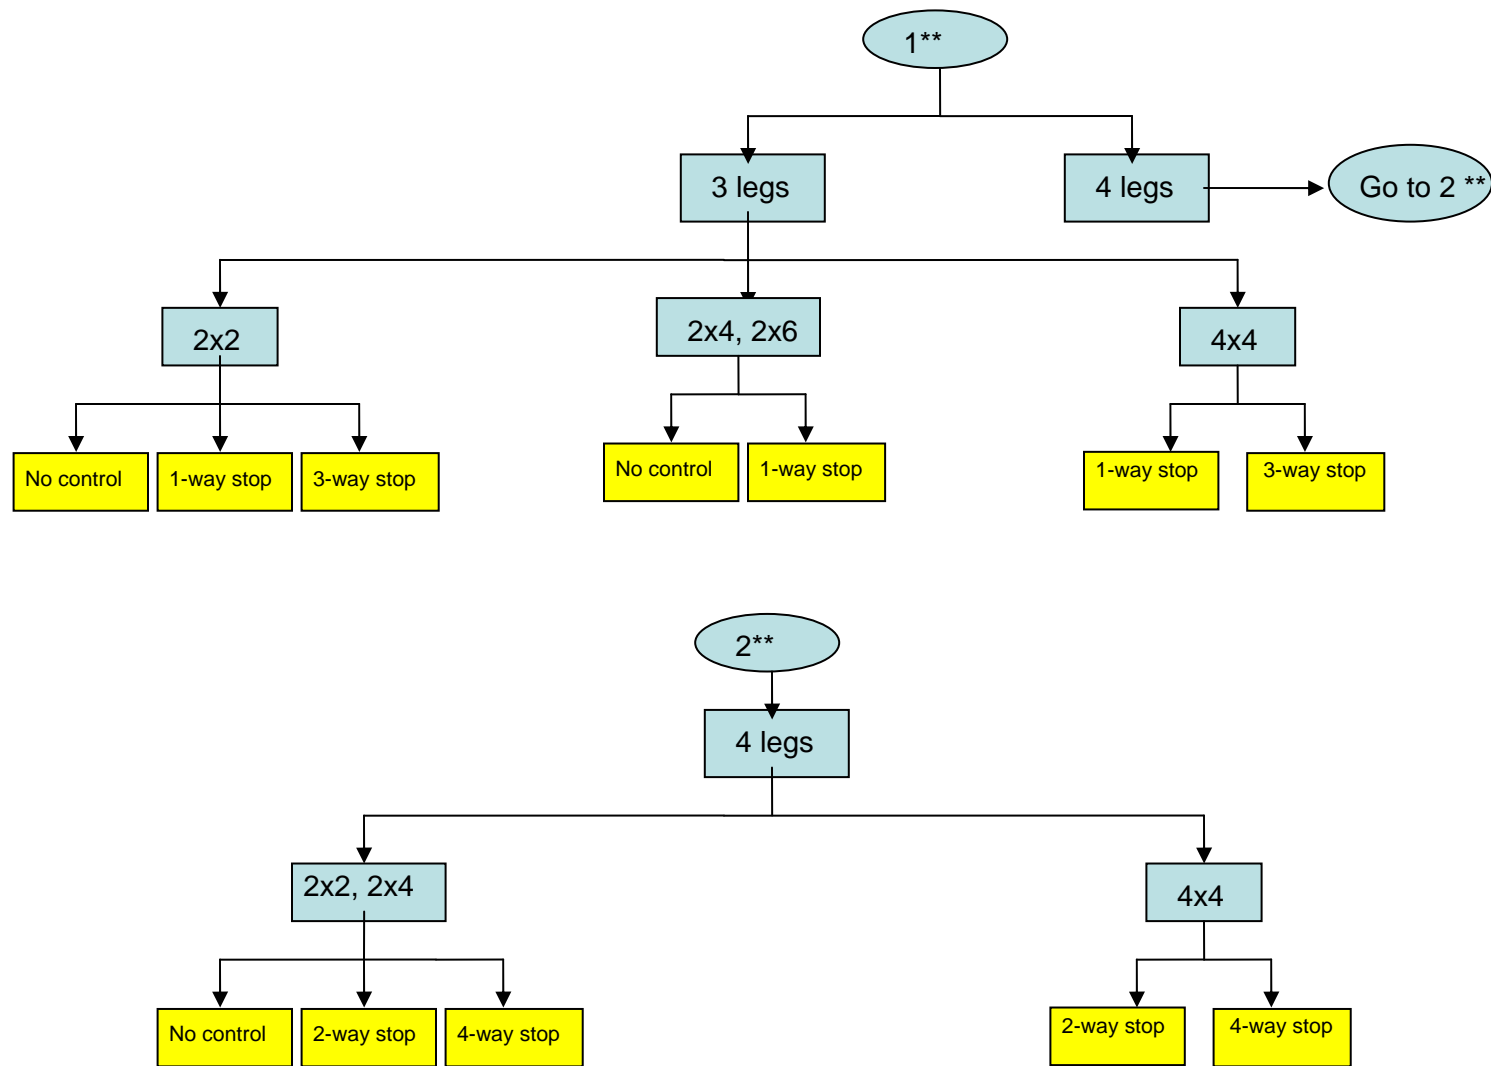 1**
3 legs
4 legs
Go to 2 **
2x2
2x4, 2x6
4x4
No control
1-way stop
3-way stop
No control
1-way stop
1-way stop
3-way stop
2**
4 legs
2x2, 2x4
4x4
No control
2-way stop
4-way stop
2-way stop
4-way stop